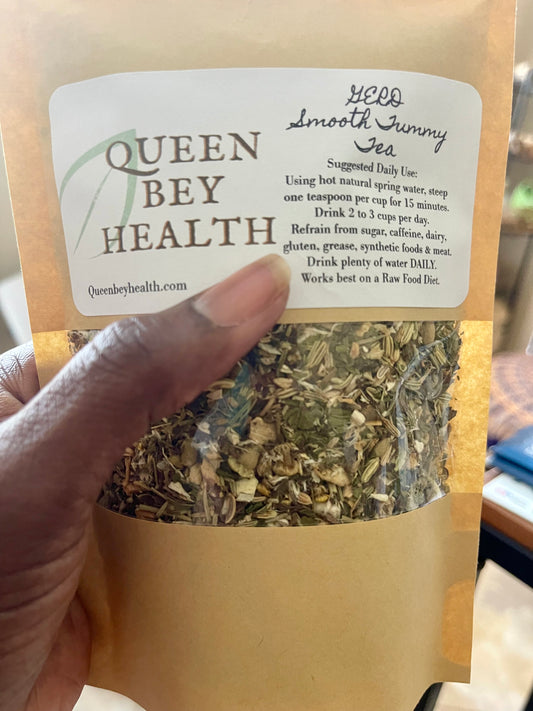 QUEEN
BEY
HEALTH
Queenbeyhealth.com
GERD
Smooth Tummy
Tea
Suggested Daily Use:
Using hot natural spring water, steep
one teaspoon per cup for 15 minutes.
Drink 2 to 3 cups per day.
Refrain from sugar, caffeine, dairy,
gluten, grease, synthetic foods & meat.
Drink plenty of water DAILY.
Works best on a Raw Food Diet.